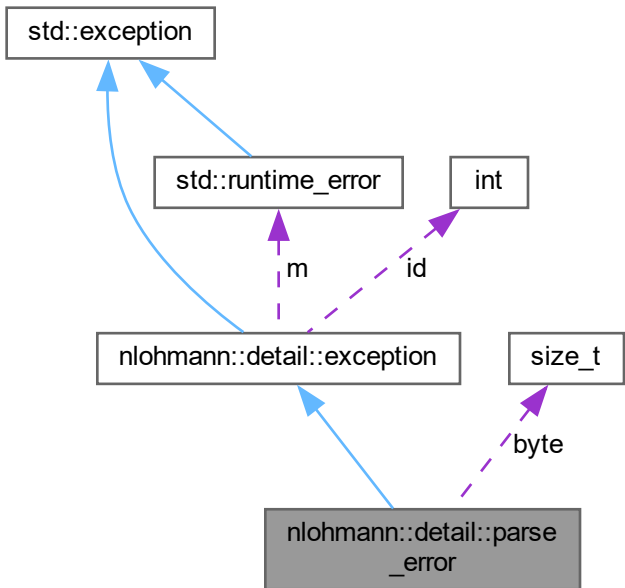 std::exception
std::runtime_error
int
m
id
nlohmann::detail::exception
size_t
byte
nlohmann::detail::parse
_error